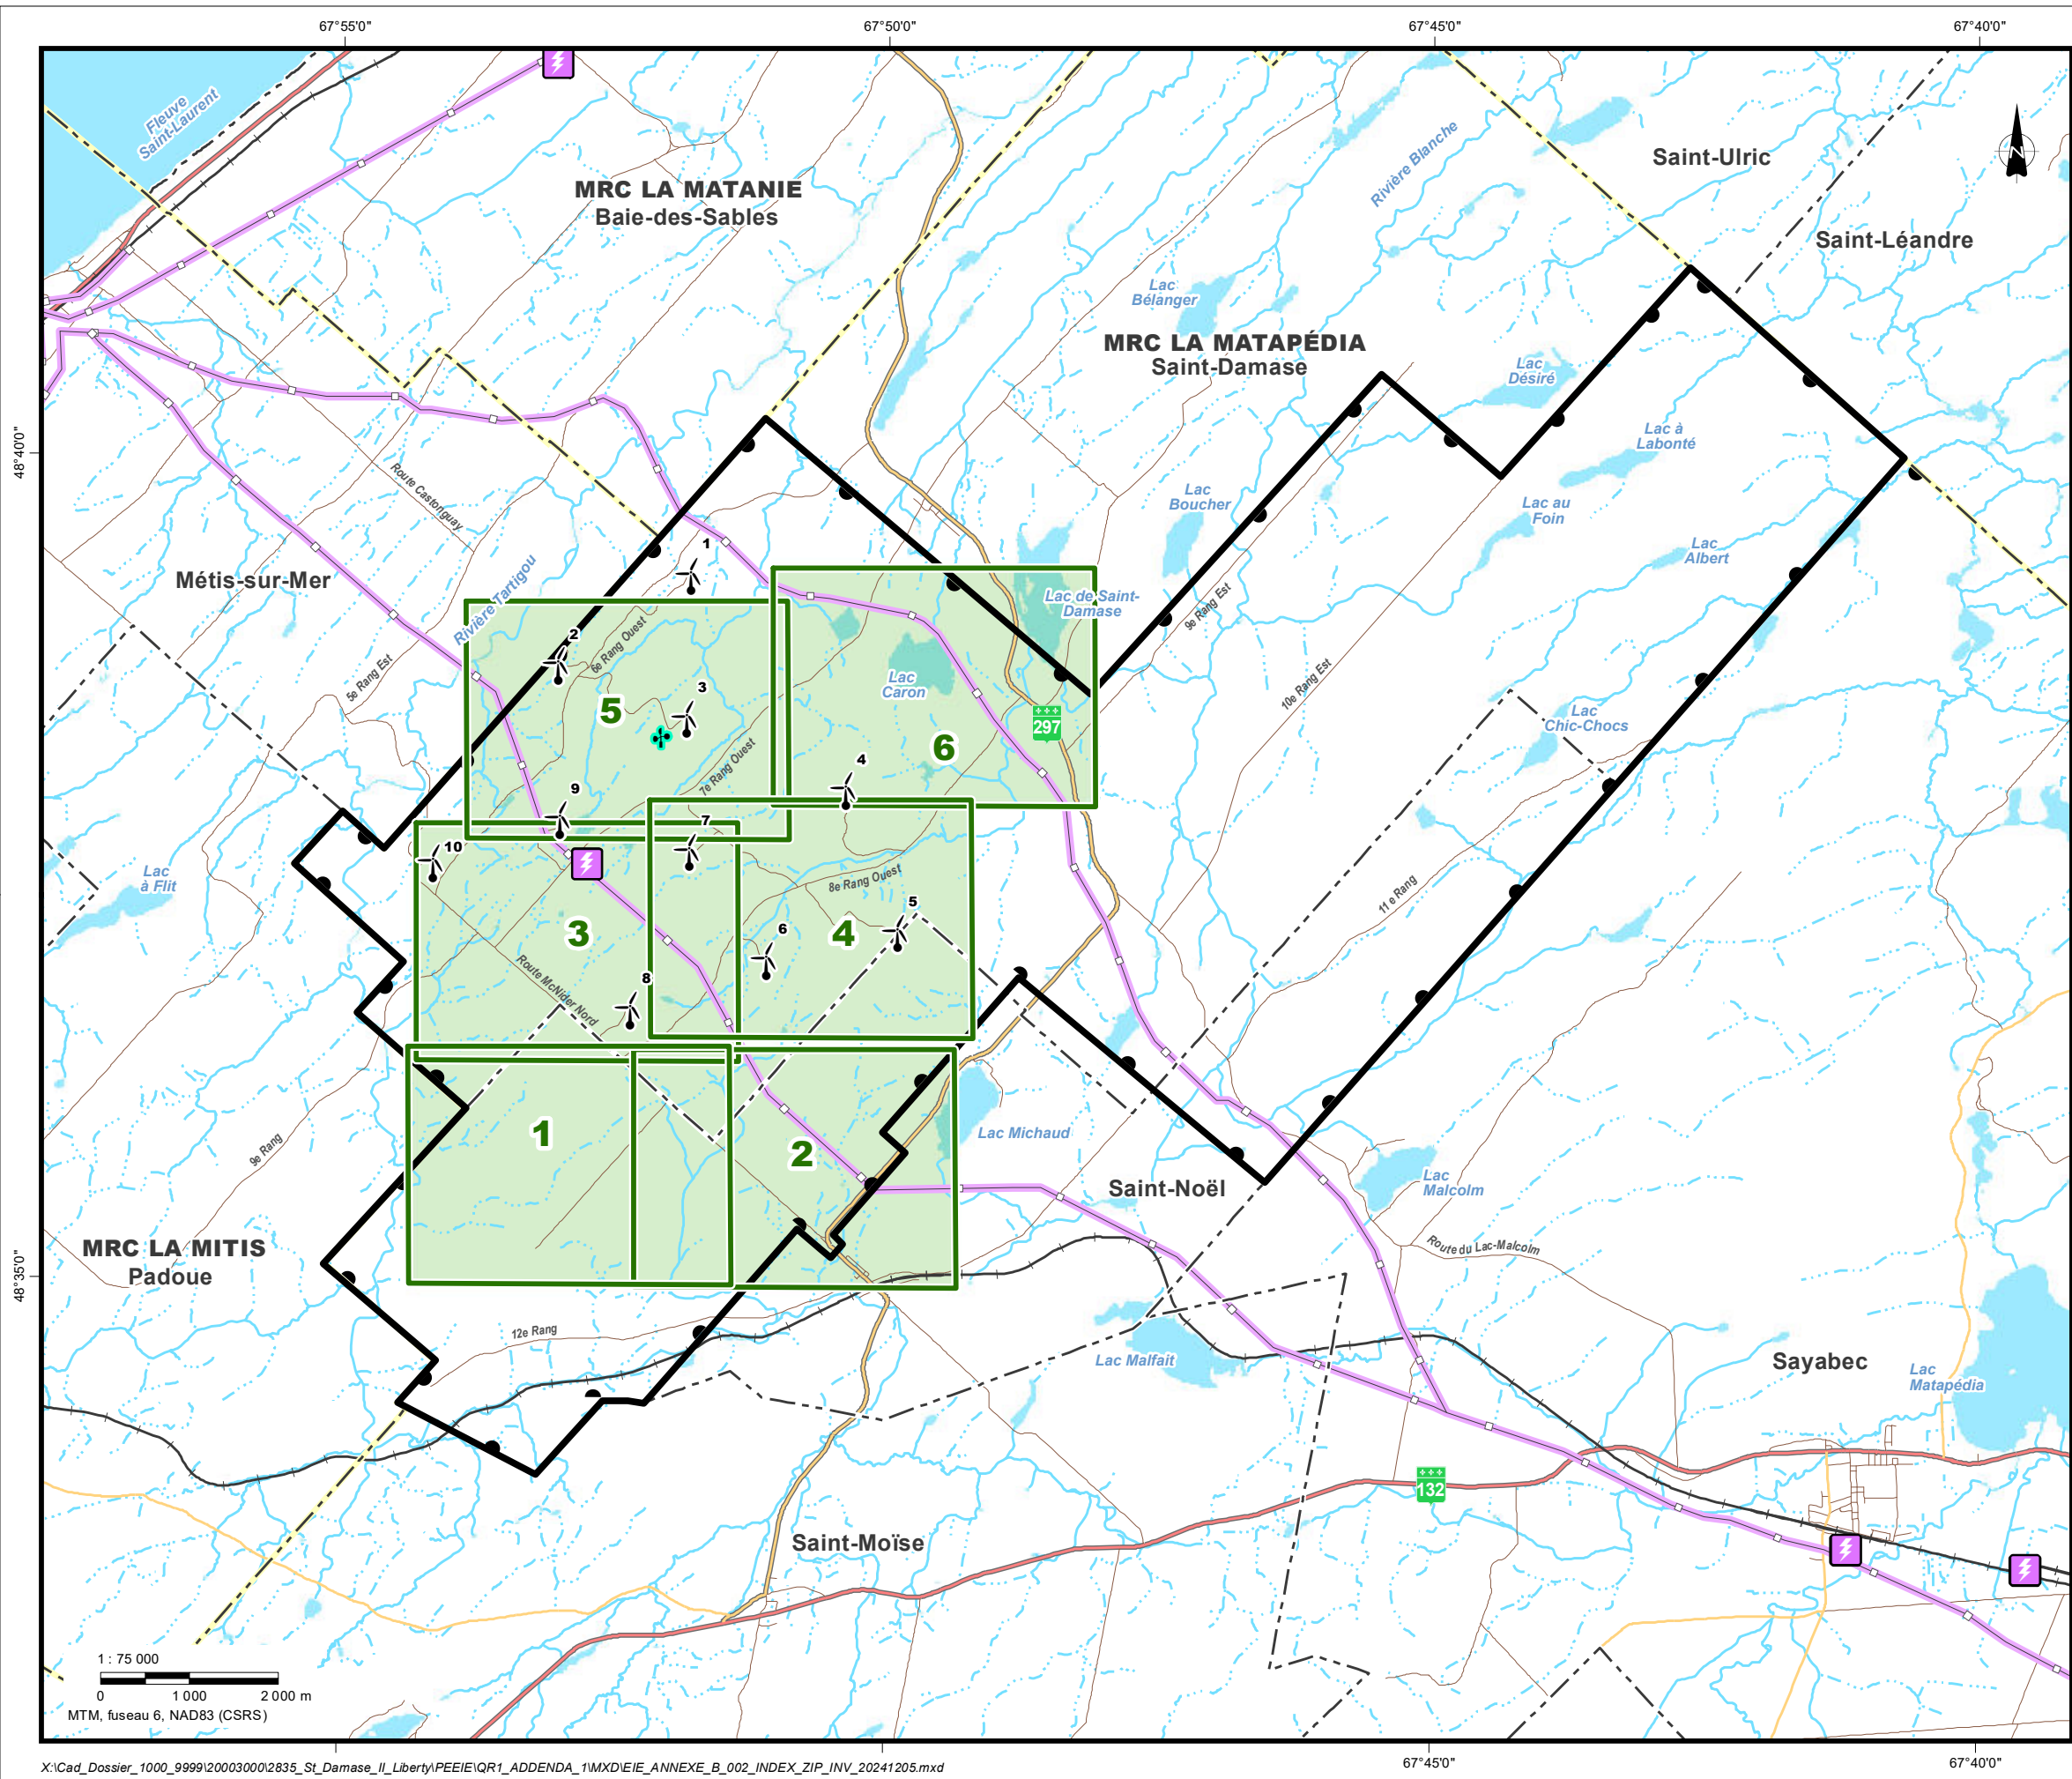 67°55'0" 67°50'0" 67°45'0" 67°40'0"
Fleuve
Saint-Laurent
MRC LA MATANIE
Baie-des-Sables
Rivière Blanche
Saint-Ulric
Saint-Léandre
Lac
Bélanger
MRC LA MATAPÉDIA
Saint-Damase
Lac
Désiré
Lac à
Labonté
48°40'0"
Route Castonguay
Lac
Boucher
Lac au
Foin
Lac
Albert
Métis-sur-Mer
Rivière Tartigou
1
Lac de Saint-
Damase
9e Rang Est
2
6e Rang Ouest
5e Rang Est
3
Lac
Caron
10e Rang Est
5
297
Lac
Chic-Chocs
6
7e Rang Ouest
4
9
7
10
Lac
à Flit
8e Rang Ouest
11 e Rang
5
3
4
6
Route McNider Nord
8
1
2
9e Rang
Lac Michaud
Saint-Noël
Lac
Malcolm
MRC LA MITIS
Padoue
Route du Lac-Malcolm
48°35'0"
12e Rang
Lac Malfait
Sayabec
Lac
Matapédia
132
Saint-Moïse
1 : 75 000
0 1 000 2 000 m
MTM, fuseau 6, NAD83 (CSRS)
67°45'0" 67°40'0"
X:\Cad_Dossier_1000_9999\20003000\2835_St_Damase_II_Liberty\PEEIE\QR1_ADDENDA_1\MXD\EIE_ANNEXE_B_002_INDEX_ZIP_INV_20241205.mxd
N